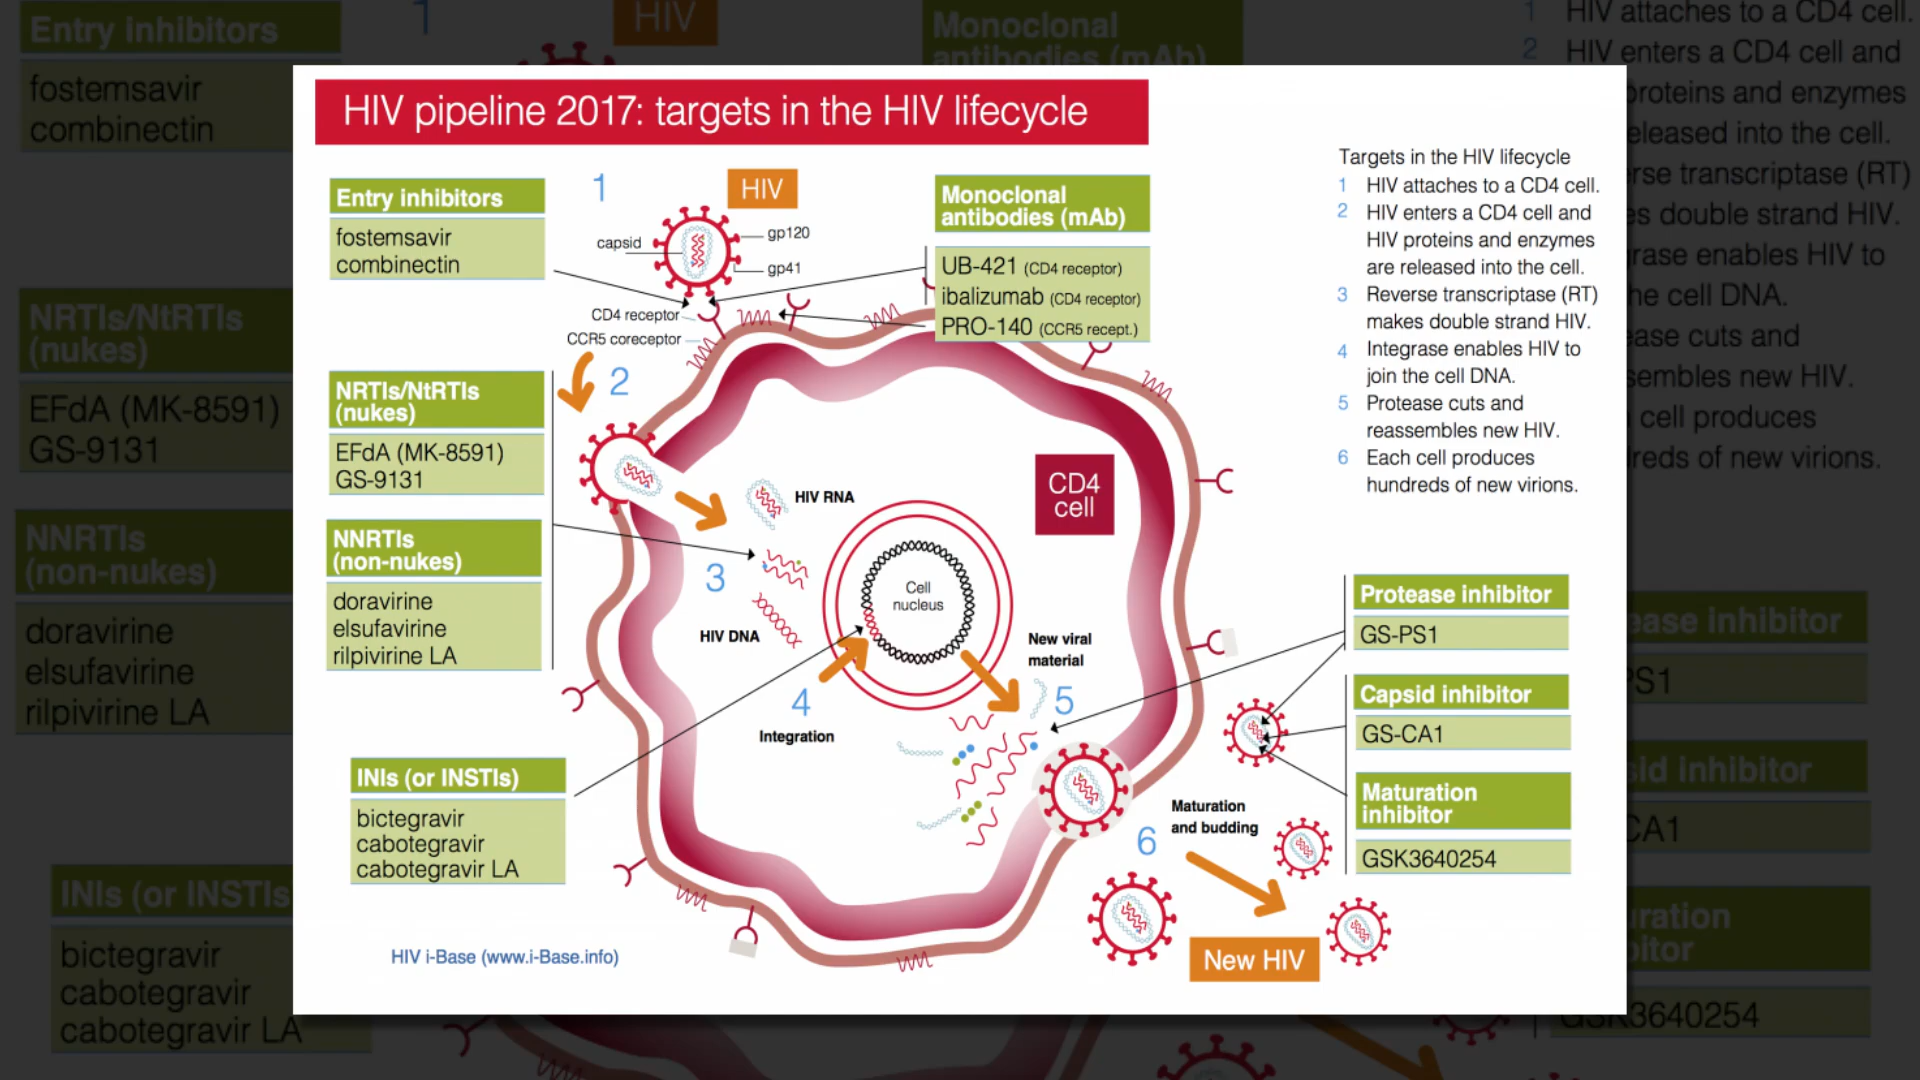 HIV pipeline 2017: targets in the HIV lifecycle
Entry inhibitors
fostemsavir
combinectin
1
HIV
capsid
gp120
gp41
CD4 receptor
CCR5 coreceptor
Monoclonal
antibodies (mAb)
UB-421 (CD4 receptor)
ibalizumab (CD4 receptor)
PRO-140 (CCR5 recept.)
2
NRTIs/NtRTIs
(nukes)
EFdA (MK-8591)
GS-9131
NNRTIs
(non-nukes)
doravirine
elsufavirine
rilpivirine LA
HIV RNA
3
HIV DNA
CD4
cell
Cell
nucleus
4
Integration
New viral
material
5
INIs (or INSTIs)
bictegravir
cabotegravir
cabotegravir LA
6
Maturation
and budding
New HIV
Targets in the HIV lifecycle
1 HIV attaches to a CD4 cell.
2 HIV enters a CD4 cell and
HIV proteins and enzymes
are released into the cell.
3 Reverse transcriptase (RT)
makes double strand HIV.
4 Integrase enables HIV to
join the cell DNA.
5 Protease cuts and
reassembles new HIV.
6 Each cell produces
hundreds of new virions.
Protease inhibitor
GS-PS1
Capsid inhibitor
GS-CA1
Maturation
inhibitor
GSK3640254
HIV i-Base (www.i-Base.info)